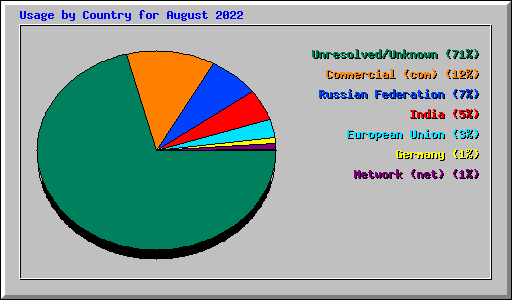 Usage by Country for August 2022
Unresolved/Unknown (71%)
Commercial (com) (12%)
Russian Federation (7%)
India (5%)
European Union (3%)
Germany (1%)
Network (net) (1%)